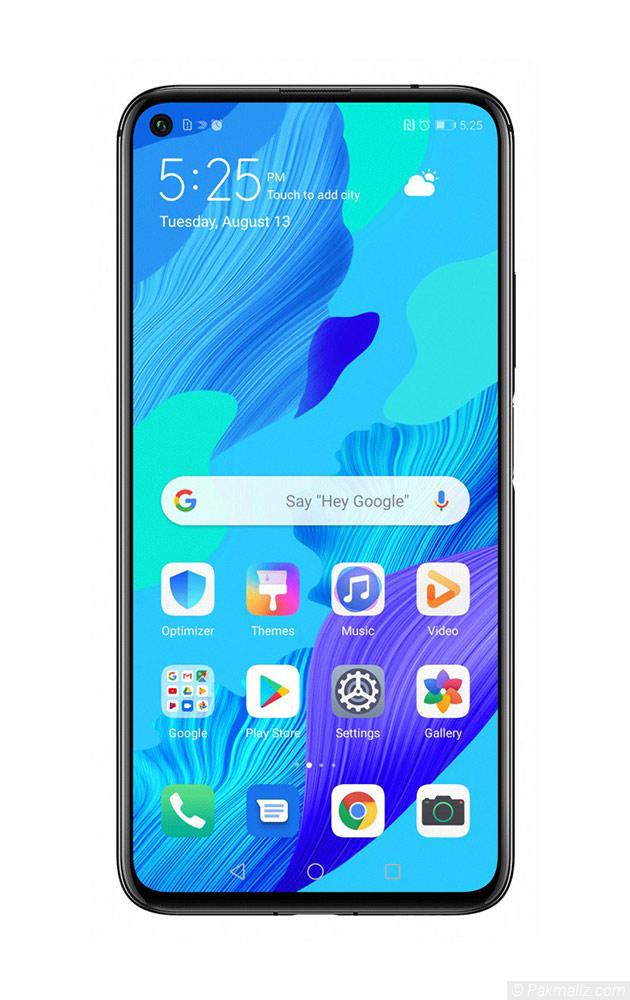 5:25
5:25 PM
Touch to add city
Tuesday, August 13
G Say "Hey Google"
Optimizer Themes Music Video
Google Play Store Settings Gallery
© Pakmallz.com